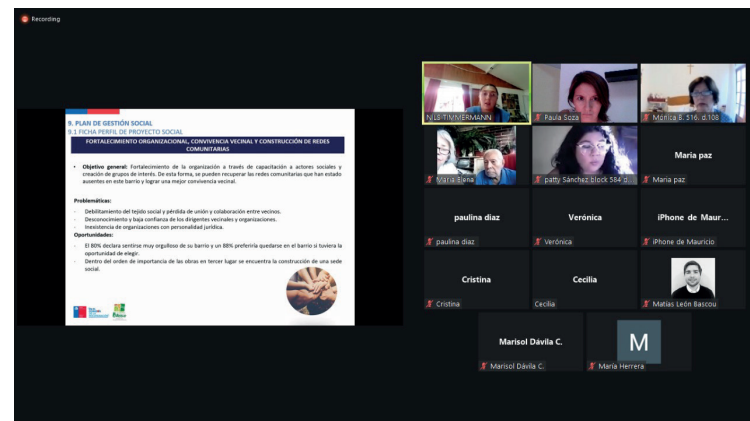 Recording
9. PLAN DE GESTIÓN SOCIAL
9.1 FICHA PERFIL DE PROYECTO SOCIAL
FORTALECIMIENTO ORGANIZACIONAL, CONVIVENCIA VECINAL Y CONSTRUCCIÓN DE REDES
COMUNITARIAS
• Objetivo general: Fortalecimiento de la organización a través de capacitación a actores sociales y
creación de grupos de interés. De esta forma, se pueden recuperar las redes comunitarias que han estado
ausentes en este barrio y lograr una mejor convivencia vecinal.
Problemáticas:
- Debilitamiento del tejido social y pérdida de unión y colaboración entre vecinos.
- Desconocimiento y baja confianza de los dirigentes vecinales y organizaciones.
- Inexistencia de organizaciones con personalidad jurídica.
Oportunidades:
- El 80% declara sentirse muy orgulloso de su barrio y un 88% preferiría quedarse en el barrio si tuviera la
oportunidad de elegir.
- Dentro del orden de importancia de las obras en tercer lugar se encuentra la construcción de una sede
social.
NILS TIMMERMANN
Paula Soza
Mónica B. 516. d.108
Maria Elena
patty Sánchez block 584 d...
Maria paz
Maria paz
paulina diaz
paulina diaz
Verónica
Verónica
iPhone de Maur...
iPhone de Mauricio
Cristina
Cristina
Cecilia
Cecilia
Matías León Bascou
Marisol Dávila C.
Marisol Dávila C.
M
María Herrera